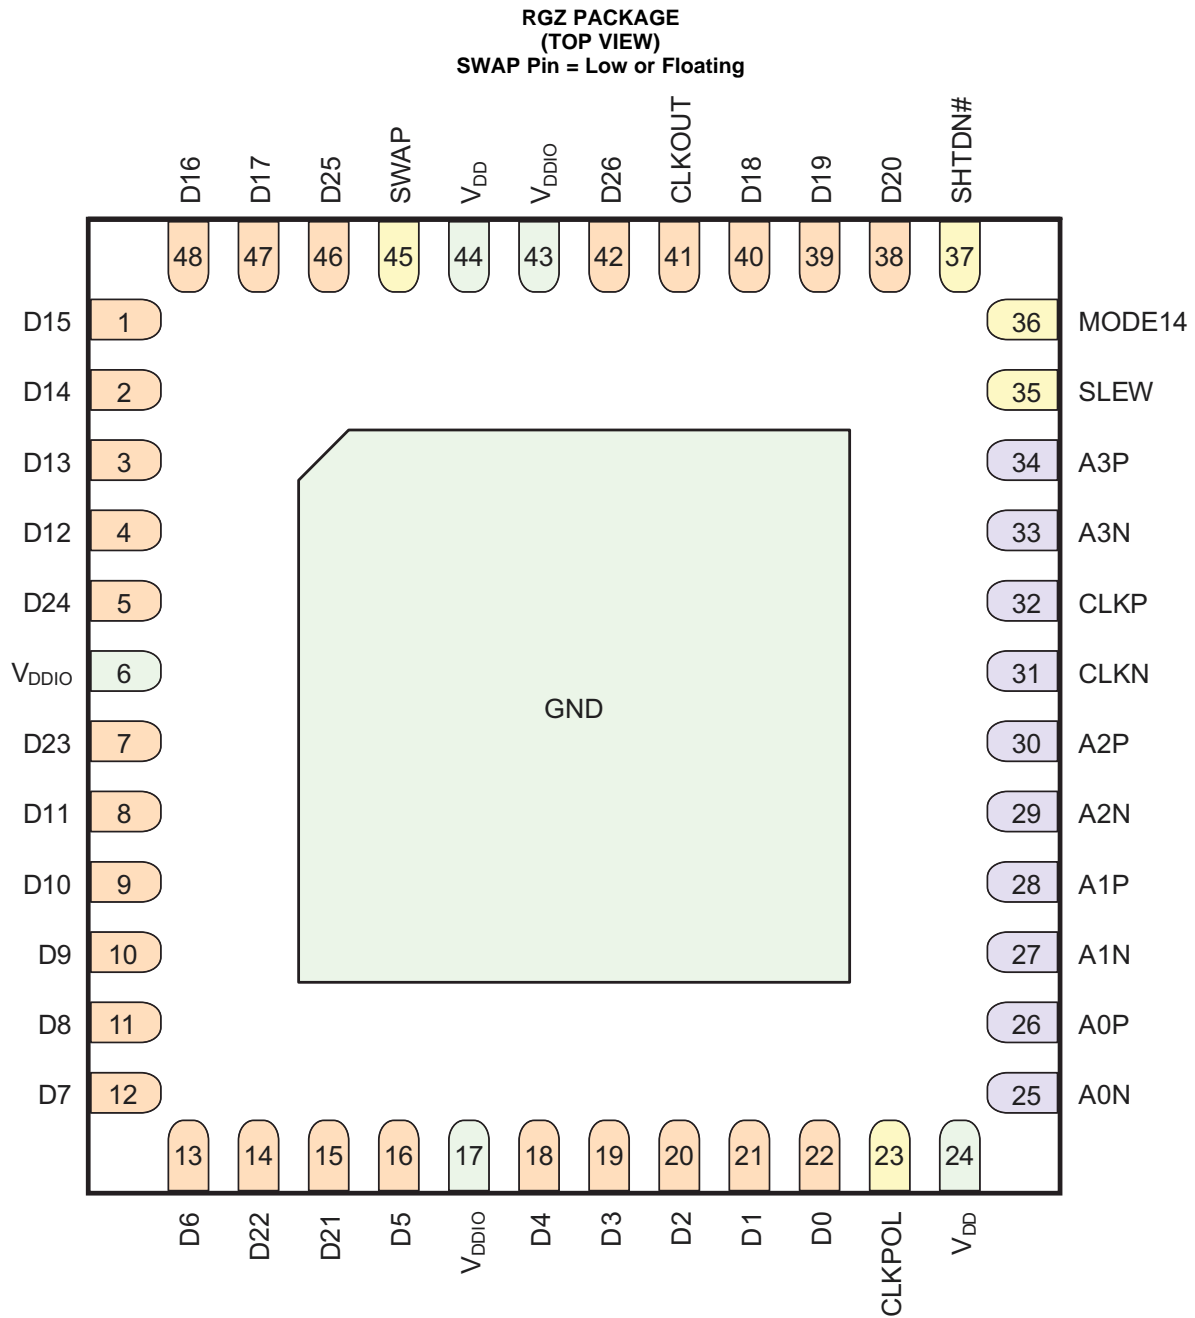 RGZ PACKAGE
(TOP VIEW)
SWAP Pin = Low or Floating
D16
D17
D25
SWAP
VDD
VDDIO
D26
CLKOUT
D18
D19
D20
SHTDN#
48
47
46
45
44
43
42
41
40
39
38
37
D15 1
D14 2
D13 3
D12 4
D24 5
VDDIO 6
D23 7
D11 8
D10 9
D9 10
D8 11
D7 12
GND
36 MODE14
35 SLEW
34 A3P
33 A3N
32 CLKP
31 CLKN
30 A2P
29 A2N
28 A1P
27 A1N
26 A0P
25 A0N
13
14
15
16
17
18
19
20
21
22
23
24
D6
D22
D21
D5
VDDIO
D4
D3
D2
D1
D0
CLKPOL
VDD